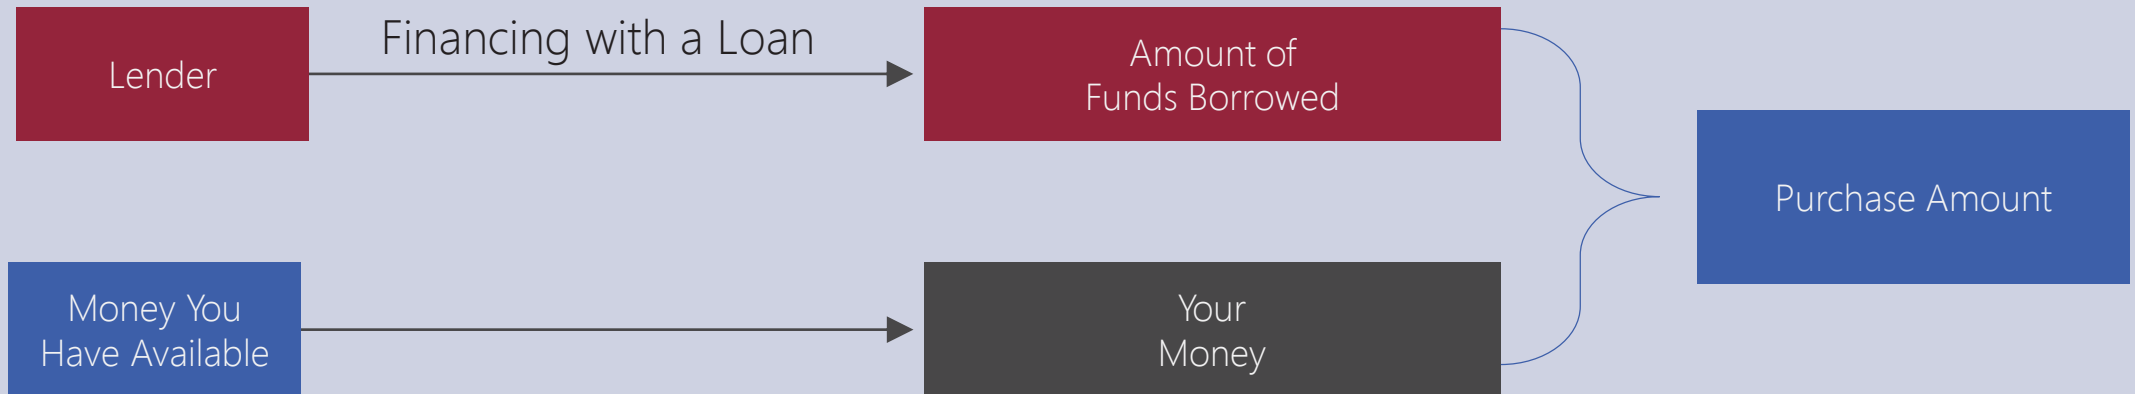 Financing with a Loan
Lender
Amount of
Funds Borrowed
Purchase Amount
Money You
Have Available
Your
Money